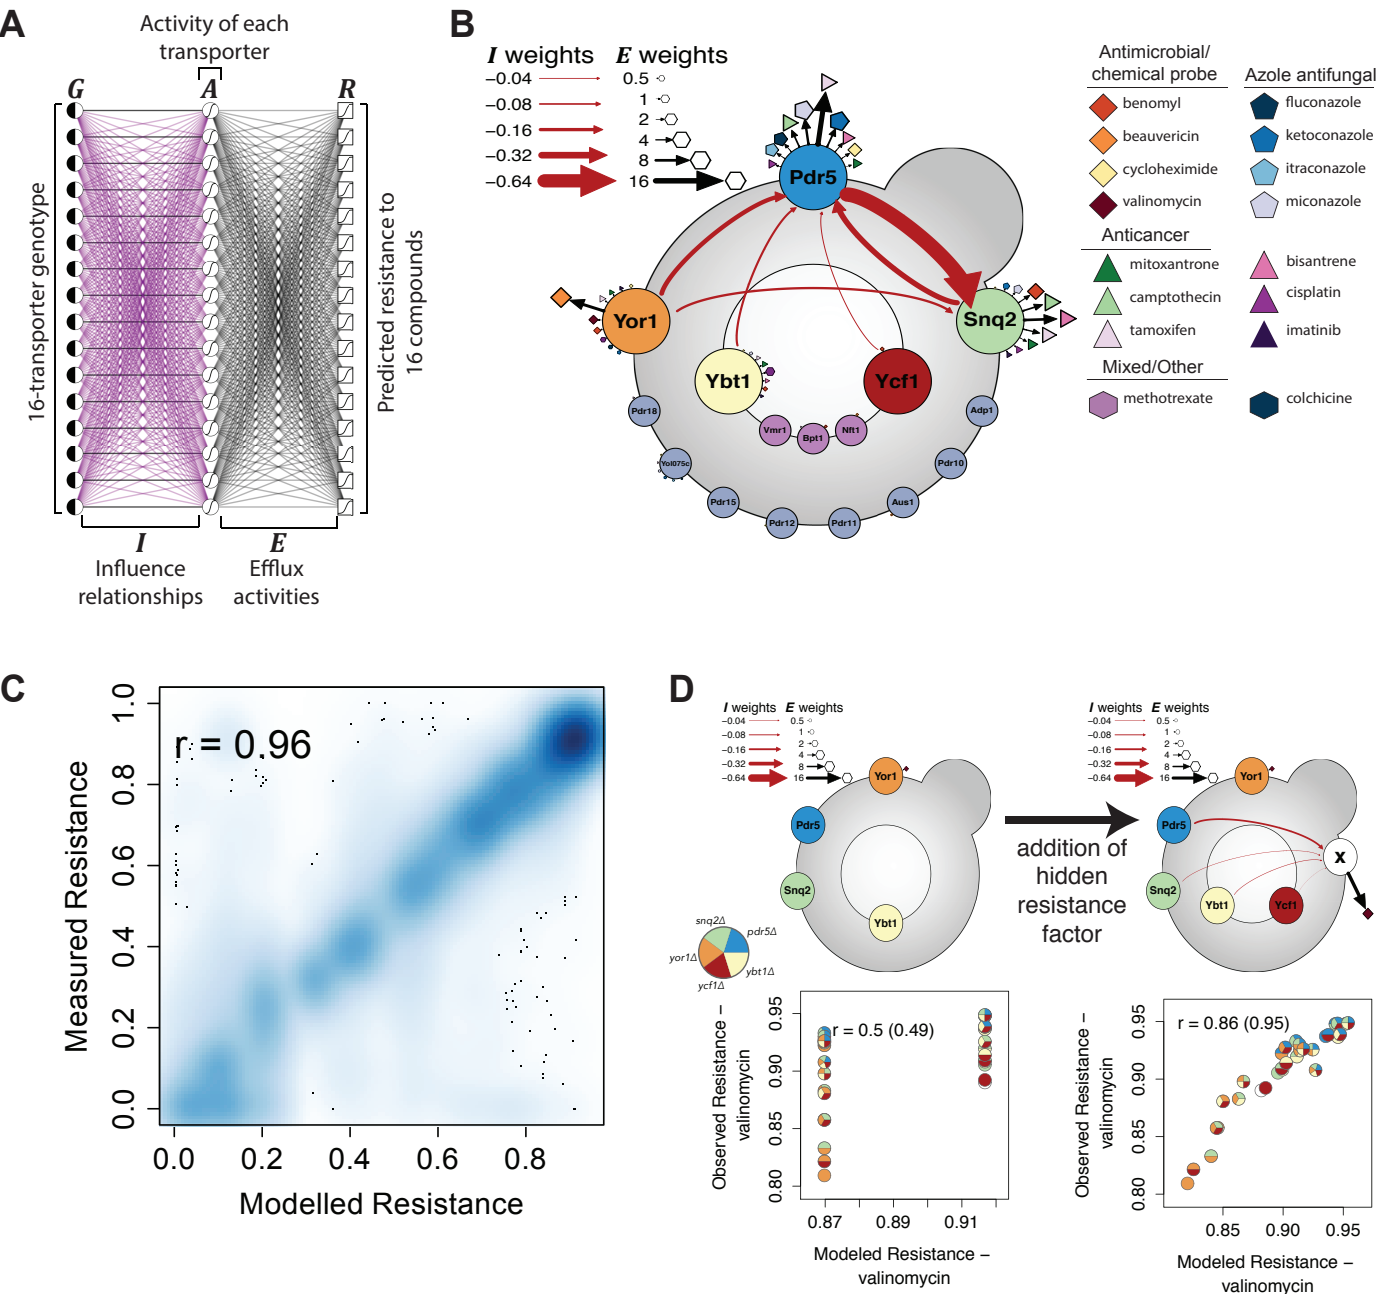 A
Activity of each
transporter
G
A
R
16-transporter genotype
Predicted resistance to
16 compounds
I
Influence
relationships
E
Efflux
activities
B
I weights
E weights
−0.04
0.5
−0.08
1
−0.16
2
−0.32
4
8
−0.64
16
Pdr5
Yor1
Snq2
Ybt1
Ycf1
Pdr18
Vmr1
Bpt1
Nft1
Adp1
Yol075c
Pdr10
Pdr15
Aus1
Pdr12
Pdr11
Antimicrobial/
chemical probe
benomyl
beauvericin
cycloheximide
valinomycin
Azole antifungal
fluconazole
ketoconazole
itraconazole
miconazole
Anticancer
mitoxantrone
camptothecin
tamoxifen
bisantrene
cisplatin
imatinib
Mixed/Other
methotrexate
colchicine
C
r = 0.96
Measured Resistance
1.0
0.8
0.6
0.4
0.2
0.0
0.0 0.2 0.4 0.6 0.8
Modelled Resistance
D
I weights E weights
−0.04 0.5
−0.08 1
−0.16 2
4
−0.32 8
−0.64 16
Yor1
Pdr5
Snq2
Ybt1
addition of
hidden
resistance
factor
I weights E weights
−0.04 0.5
−0.08 1
−0.16 2
4
−0.32 8
−0.64 16
Yor1
Pdr5
Snq2
Ybt1
Ycf1
X
snq2Δ
pdr5Δ
yor1Δ
ybt1Δ
ycf1Δ
r = 0.5 (0.49)
Observed Resistance −
valinomycin
0.95
0.90
0.85
0.80
0.87 0.89 0.91
Modeled Resistance −
valinomycin
r = 0.86 (0.95)
Observed Resistance −
valinomycin
0.95
0.90
0.85
0.80
0.85 0.90 0.95
Modeled Resistance −
valinomycin